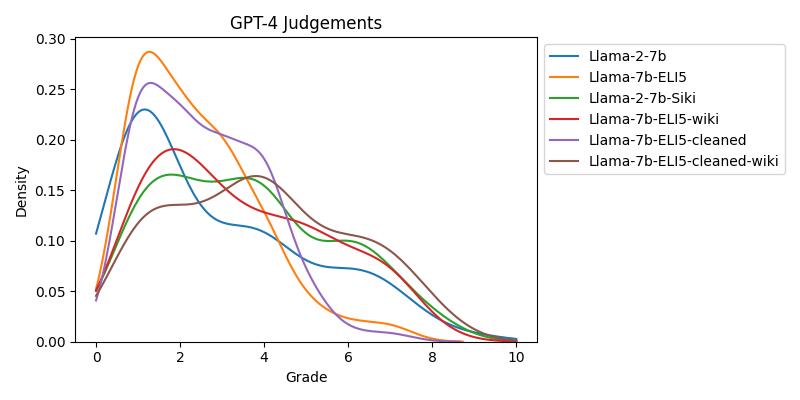 GPT-4 Judgements
0.30
0.25
0.20
0.15
0.10
0.05
0.00
Density
0 2 4 6 8 10
Grade
Llama-2-7b
Llama-7b-ELI5
Llama-2-7b-Siki
Llama-7b-ELI5-wiki
Llama-7b-ELI5-cleaned
Llama-7b-ELI5-cleaned-wiki